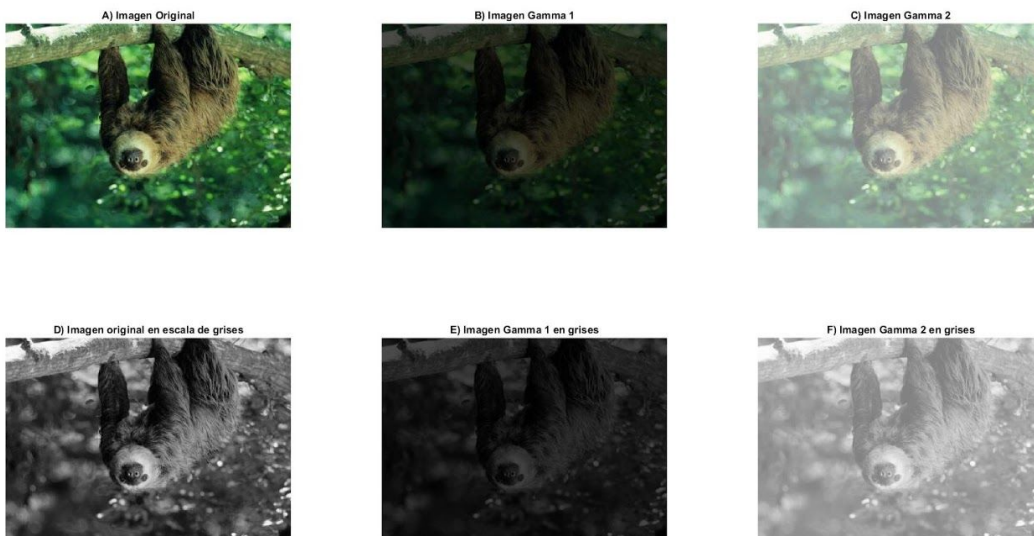 A) Imagen Original
B) Imagen Gamma 1
C) Imagen Gamma 2
D) Imagen original en escala de grises
E) Imagen Gamma 1 en grises
F) Imagen Gamma 2 en grises